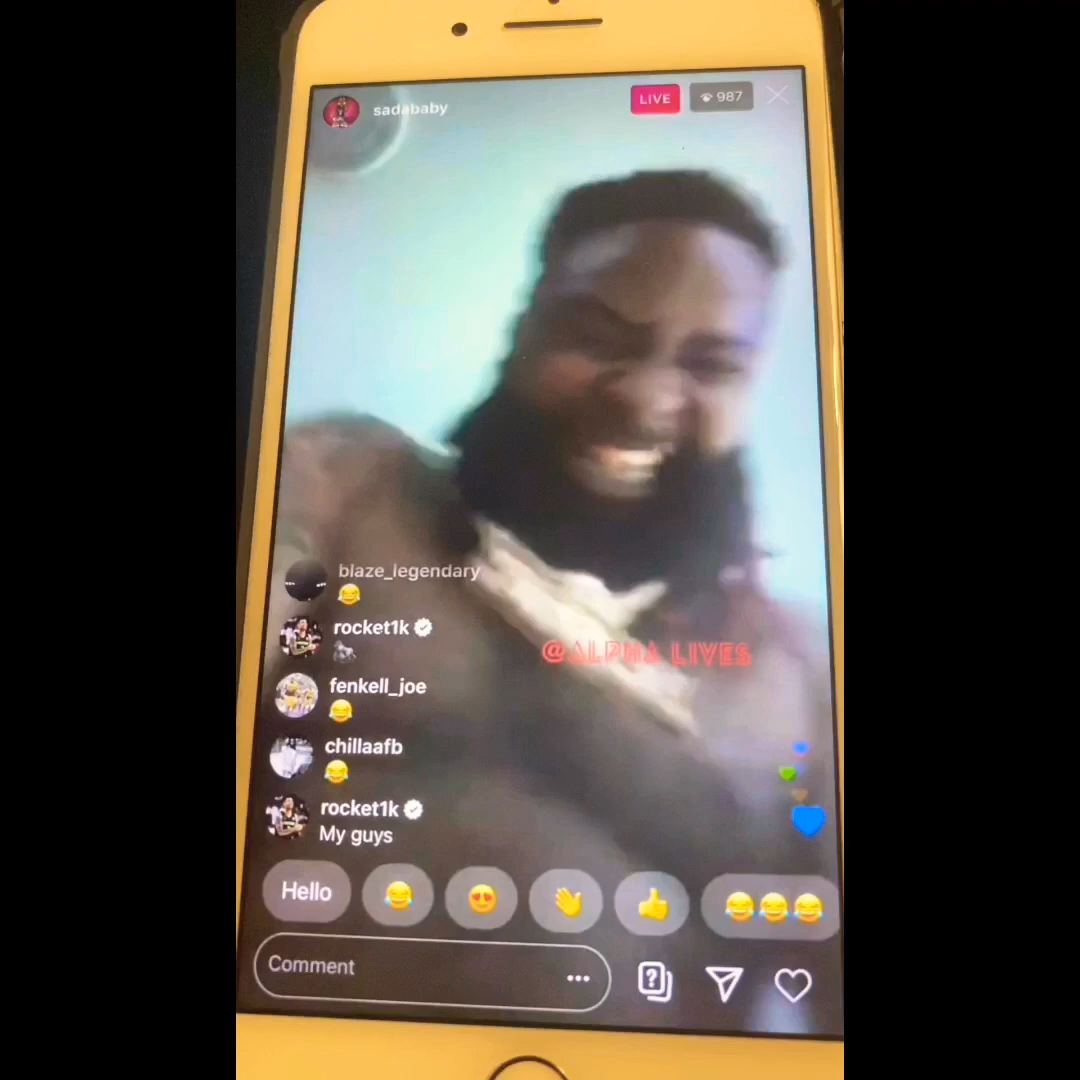 sadababy
LIVE
987
blaze_legendary
😂
rocket1k
🦍
fenkell_joe
😂
chillaafb
😂
rocket1k
My guys
@ALPHA LIVES
Hello 😂 😍 👋 👍 😂😂😂
Comment